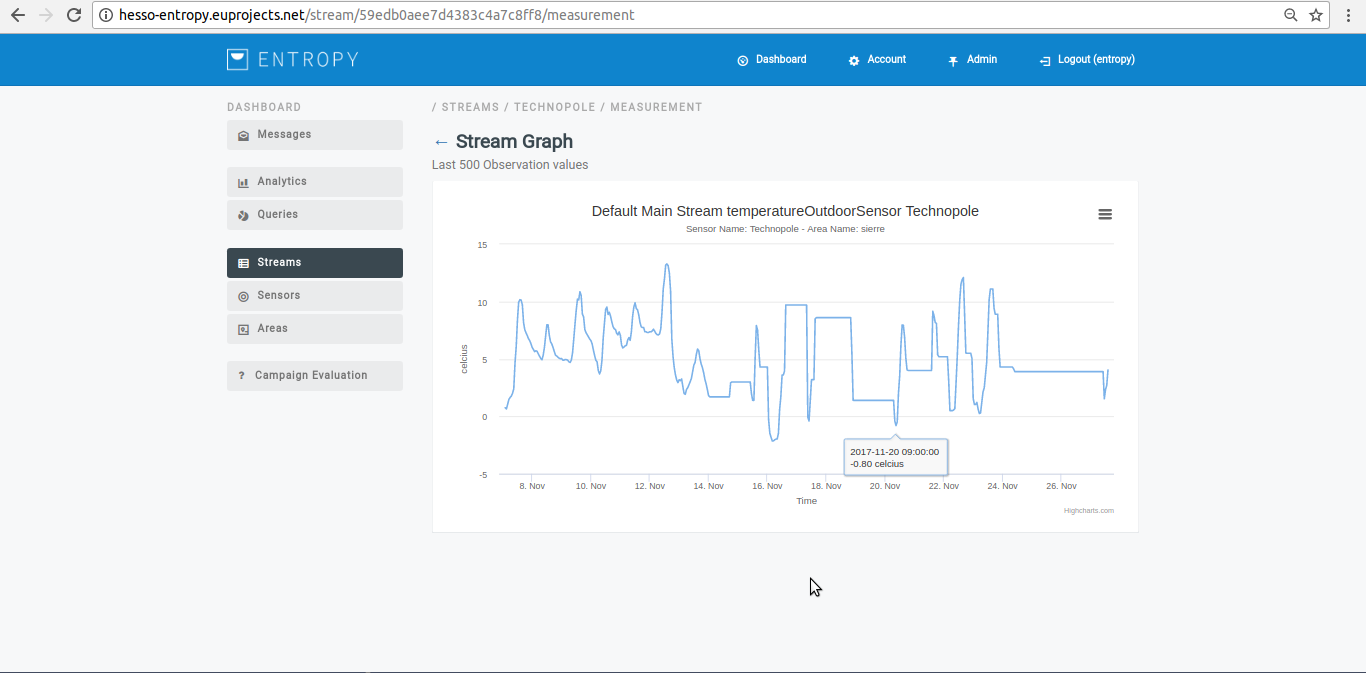 hesso-entropy.euprojects.net/stream/59edb0aee7d4383c4a7c8ff8/measurement
ENTROPY
Dashboard
Account
Admin
Logout (entropy)
DASHBOARD
Messages
Analytics
Queries
Streams
Sensors
Areas
? Campaign Evaluation
/ STREAMS / TECHNOPOLE / MEASUREMENT
← Stream Graph
Last 500 Observation values
Default Main Stream temperatureOutdoorSensor Technopole
Sensor Name: Technopole - Area Name: sierre
celcius
15
10
5
0
-5
2017-11-20 09:00:00
-0.80 celcius
8. Nov 10. Nov 12. Nov 14. Nov 16. Nov 18. Nov 20. Nov 22. Nov 24. Nov 26. Nov
Time
Highcharts.com